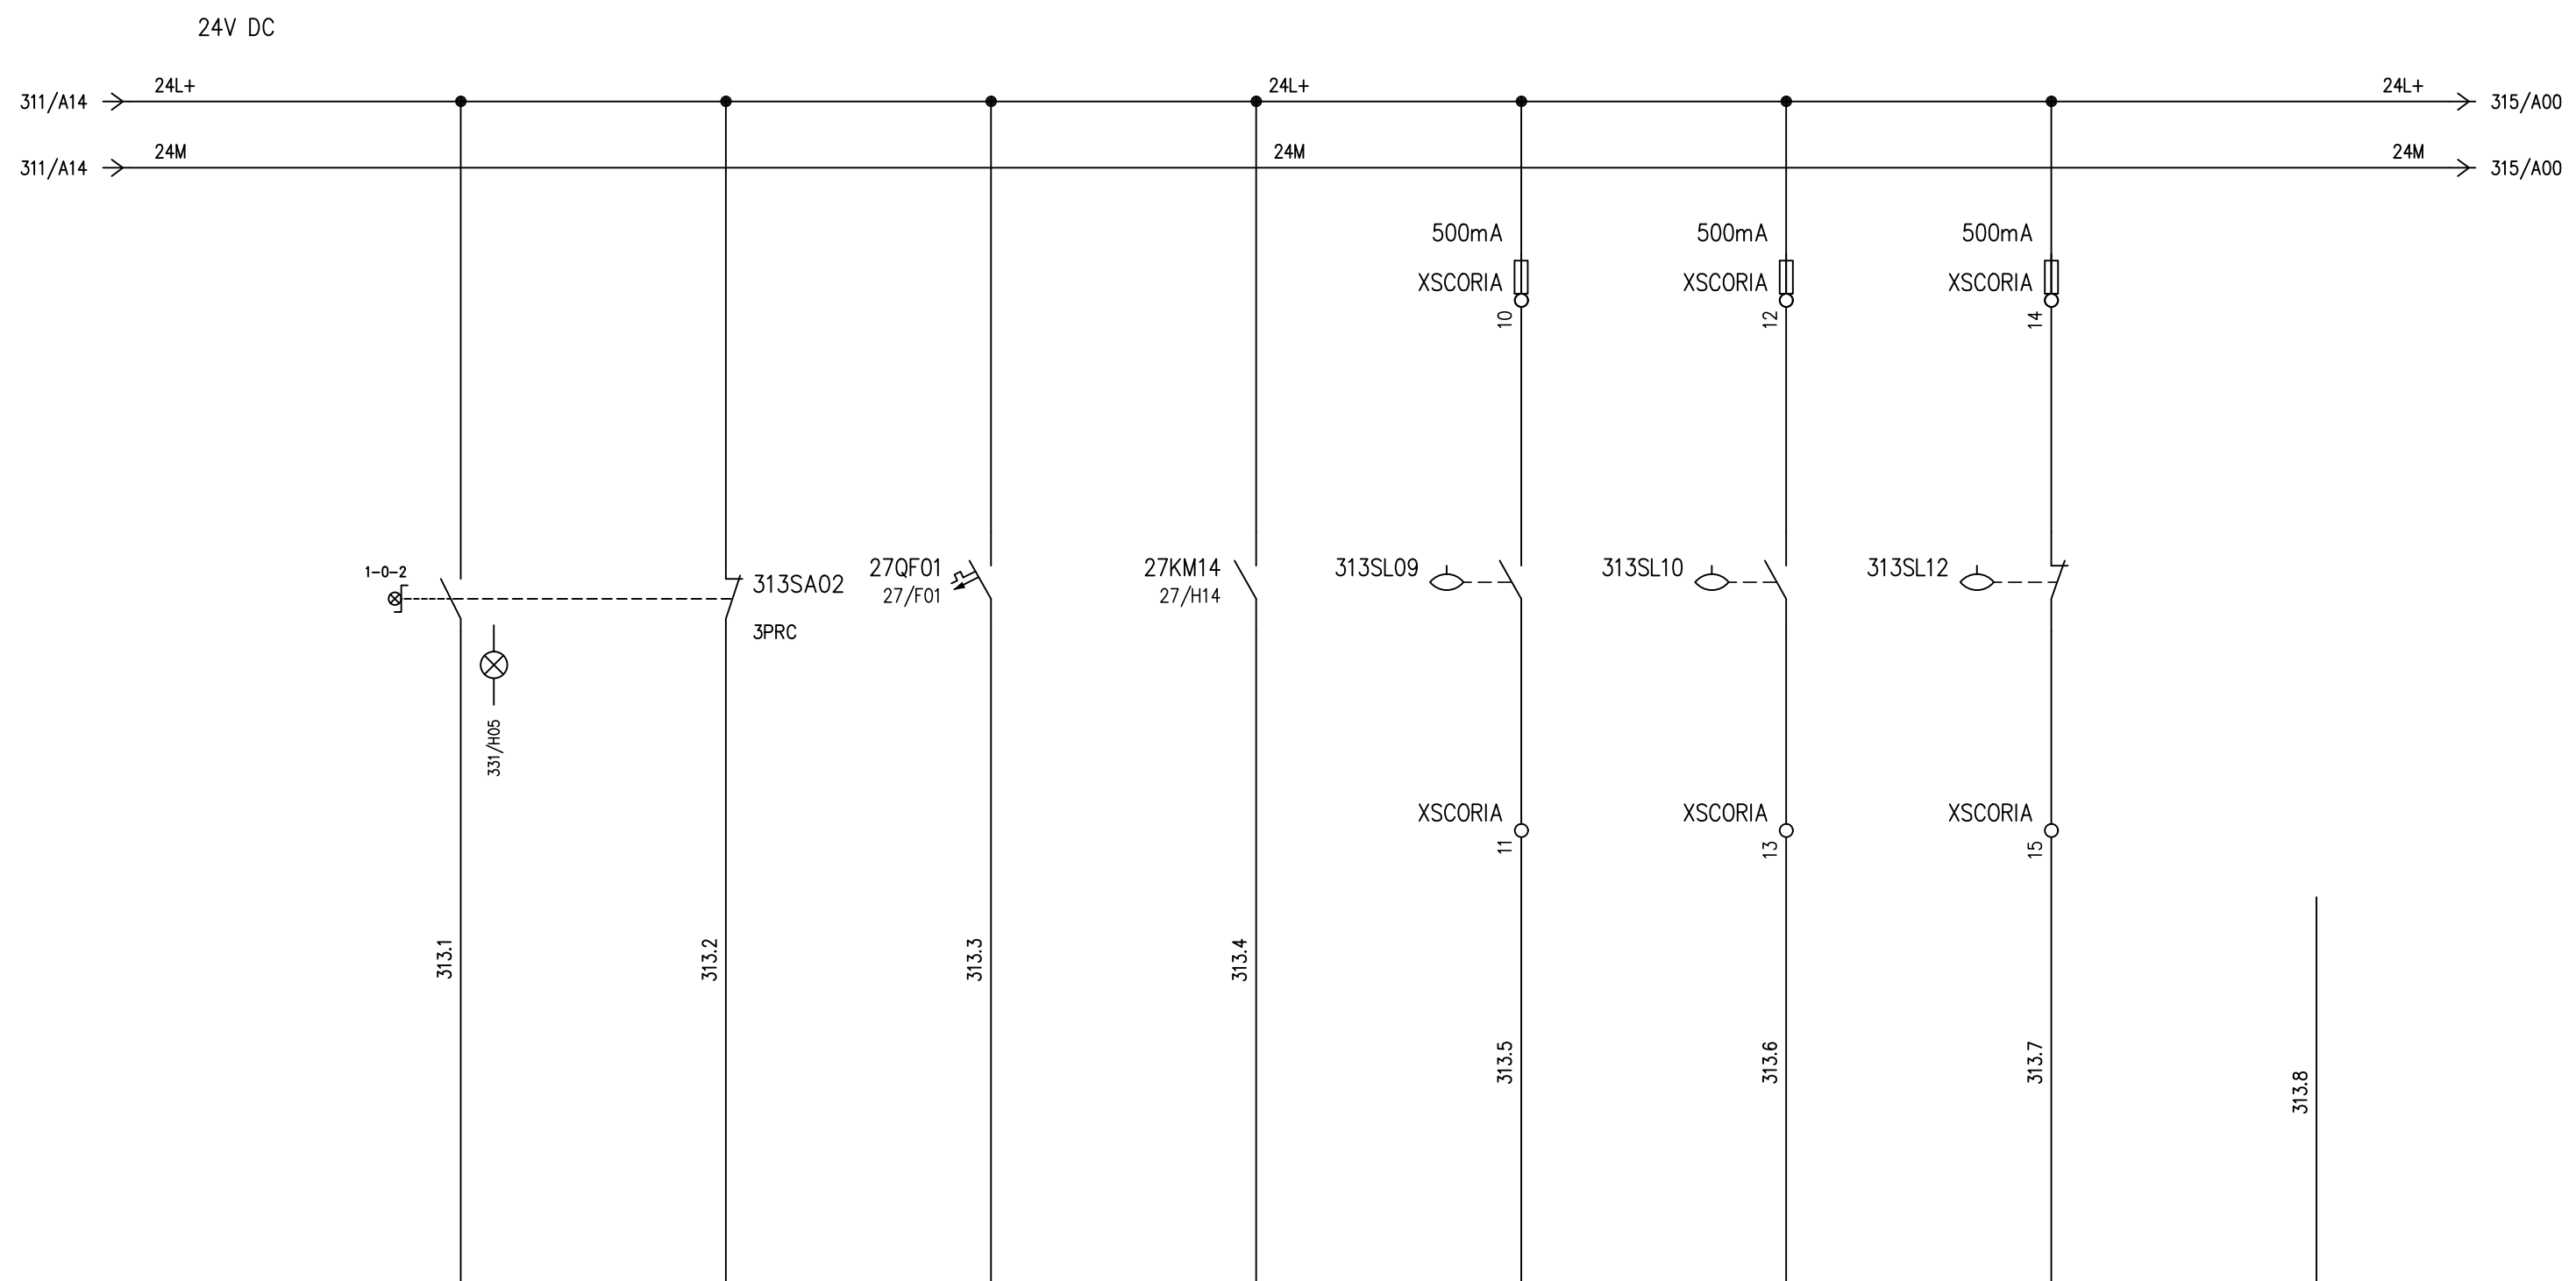 24V DC
311/A14
24L+
24L+
24L+
315/A00
311/A14
24M
24M
24M
315/A00
500mA
500mA
500mA
XSCORIA
XSCORIA
XSCORIA
10
12
14
1-0-2
313SA02
3PRC
27QF01
27/F01
27KM14
27/H14
313SL09
313SL10
313SL12
331/H05
XSCORIA
XSCORIA
XSCORIA
11
13
15
313.1
313.2
313.3
313.4
313.5
313.6
313.7
313.8